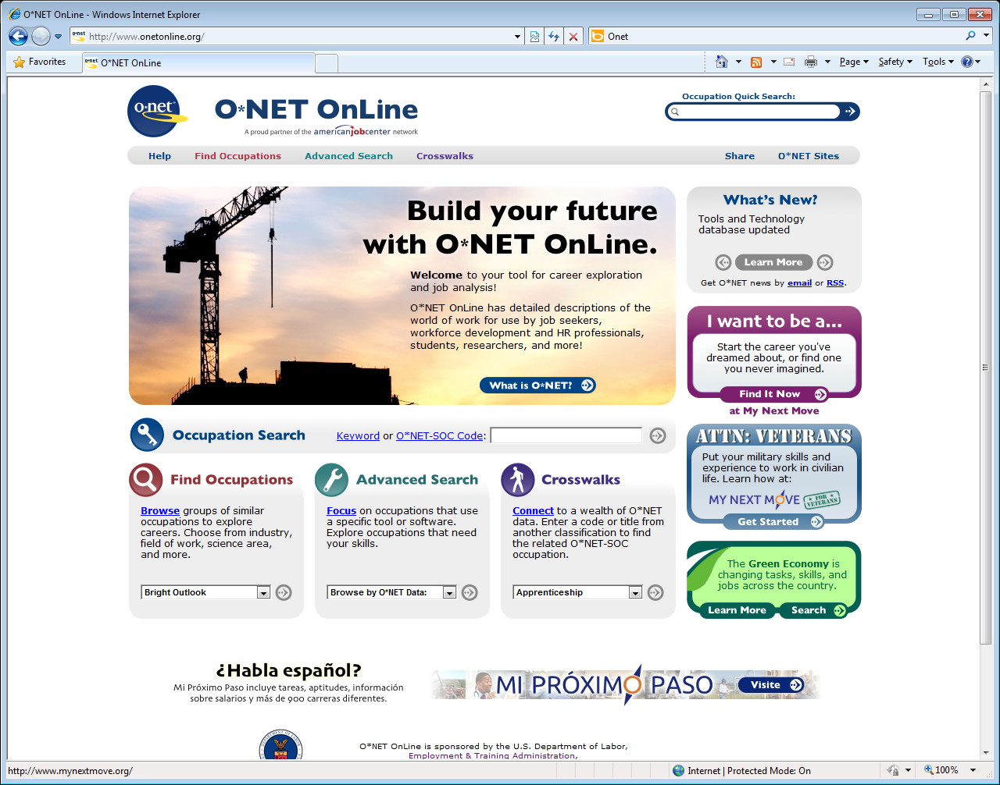 O*NET OnLine - Windows Internet Explorer
http://www.onetonline.org/
Onet
Favorites
O*NET OnLine
Page
Safety
Tools
o·net™
O*NET OnLine
A proud partner of the americanjobcenter network
Occupation Quick Search:
Help Find Occupations Advanced Search Crosswalks Share O*NET Sites
Build your future
with O*NET OnLine.
Welcome to your tool for career exploration
and job analysis!
O*NET OnLine has detailed descriptions of the
world of work for use by job seekers,
workforce development and HR professionals,
students, researchers, and more!
What is O*NET?
What's New?
Tools and Technology
database updated
Learn More
Get O*NET news by email or RSS.
I want to be a...
Start the career you've
dreamed about, or find one
you never imagined.
Find It Now
at My Next Move
Occupation Search
Keyword or O*NET-SOC Code:
ATTN: VETERANS
Put your military skills and
experience to work in civilian
life. Learn how at:
MY NEXT MOVE
FOR
VETERANS
Get Started
Find Occupations
Browse groups of similar
occupations to explore
careers. Choose from industry,
field of work, science area,
and more.
Bright Outlook
Advanced Search
Focus on occupations that use
a specific tool or software.
Explore occupations that need
your skills.
Browse by O*NET Data:
Crosswalks
Connect to a wealth of O*NET
data. Enter a code or title from
another classification to find
the related O*NET-SOC
occupation.
Apprenticeship
The Green Economy is
changing tasks, skills, and
jobs across the country.
Learn More Search
¿Habla español?
Mi Próximo Paso incluye tareas, aptitudes, información
sobre salarios y más de 900 carreras diferentes.
MI PRÓXIMO PASO
Visite
O*NET OnLine is sponsored by the U.S. Department of Labor,
Employment & Training Administration,
http://www.mynextmove.org/
Internet | Protected Mode: On
100%